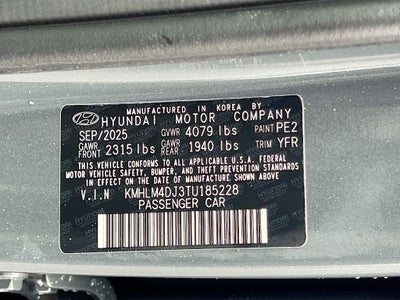 MANUFACTURED IN KOREA BY
HYUNDAI MOTOR COMPANY
SEP/2025 GVWR 4079 lbs PAINT PE2
GAWR FRONT 2315 lbs GAWR REAR 1940 lbs TRIM YFR
THIS VEHICLE CONFORMS TO ALL APPLICABLE U.S.A. FEDERAL
MOTOR VEHICLE SAFETY, BUMPER, AND THEFT PREVENTION STANDARDS
IN EFFECT ON THE DATE OF MANUFACTURE SHOWN ABOVE.
V.I.N KMHLM4DJ3TU185228
PASSENGER CAR